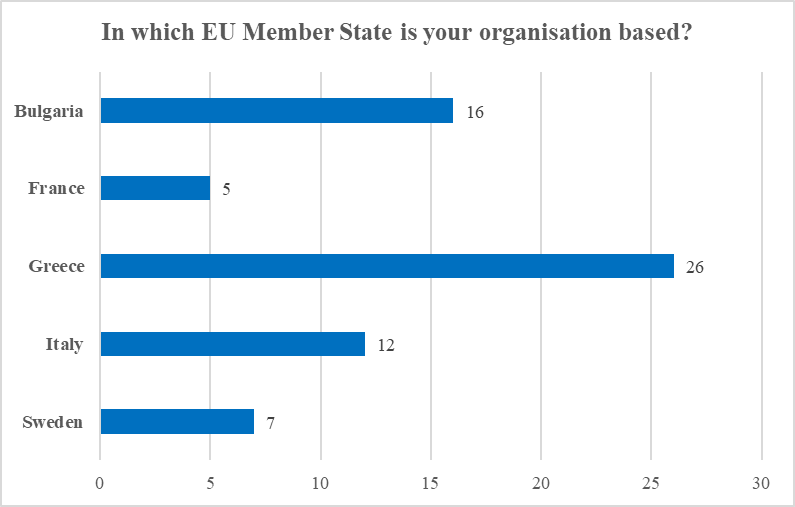 In which EU Member State is your organisation based?
Bulgaria 16
France 5
Greece 26
Italy 12
Sweden 7
0 5 10 15 20 25 30